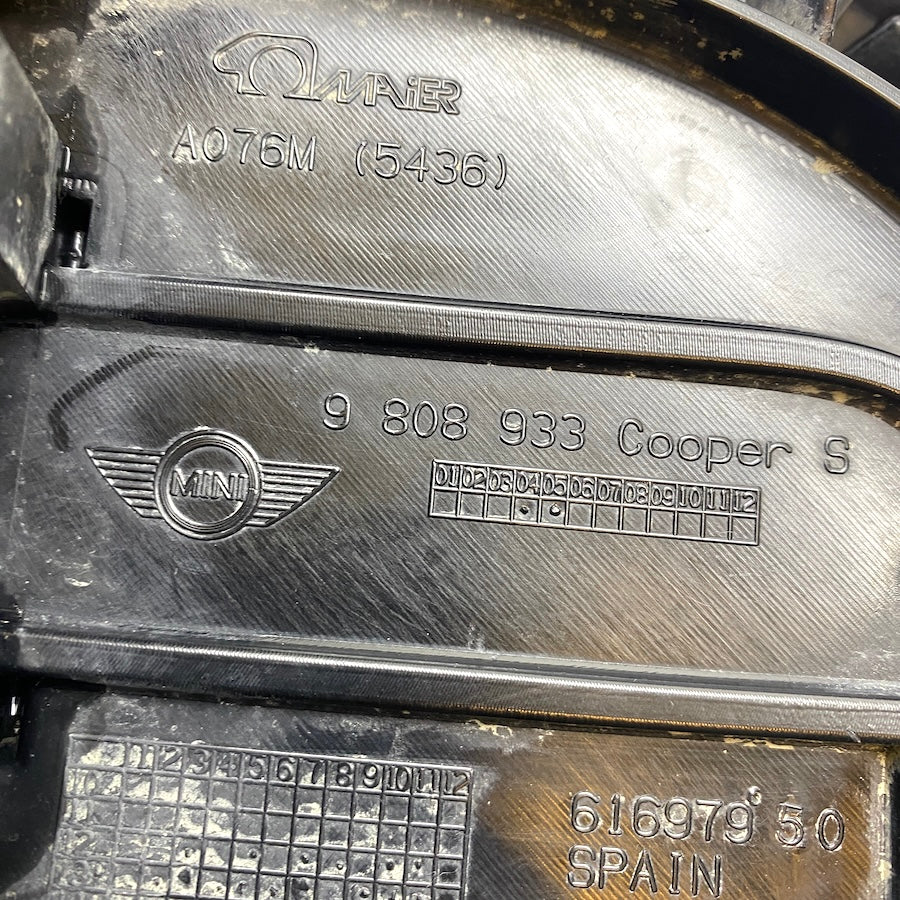 MAiER
A076M (5436)
9 808 933 Cooper S
MINI
01 02 03 04 05 06 07 08 09 10 11 12
1 2 3 4 5 6 7 8 9 10 11 12
616979 50
SPAIN